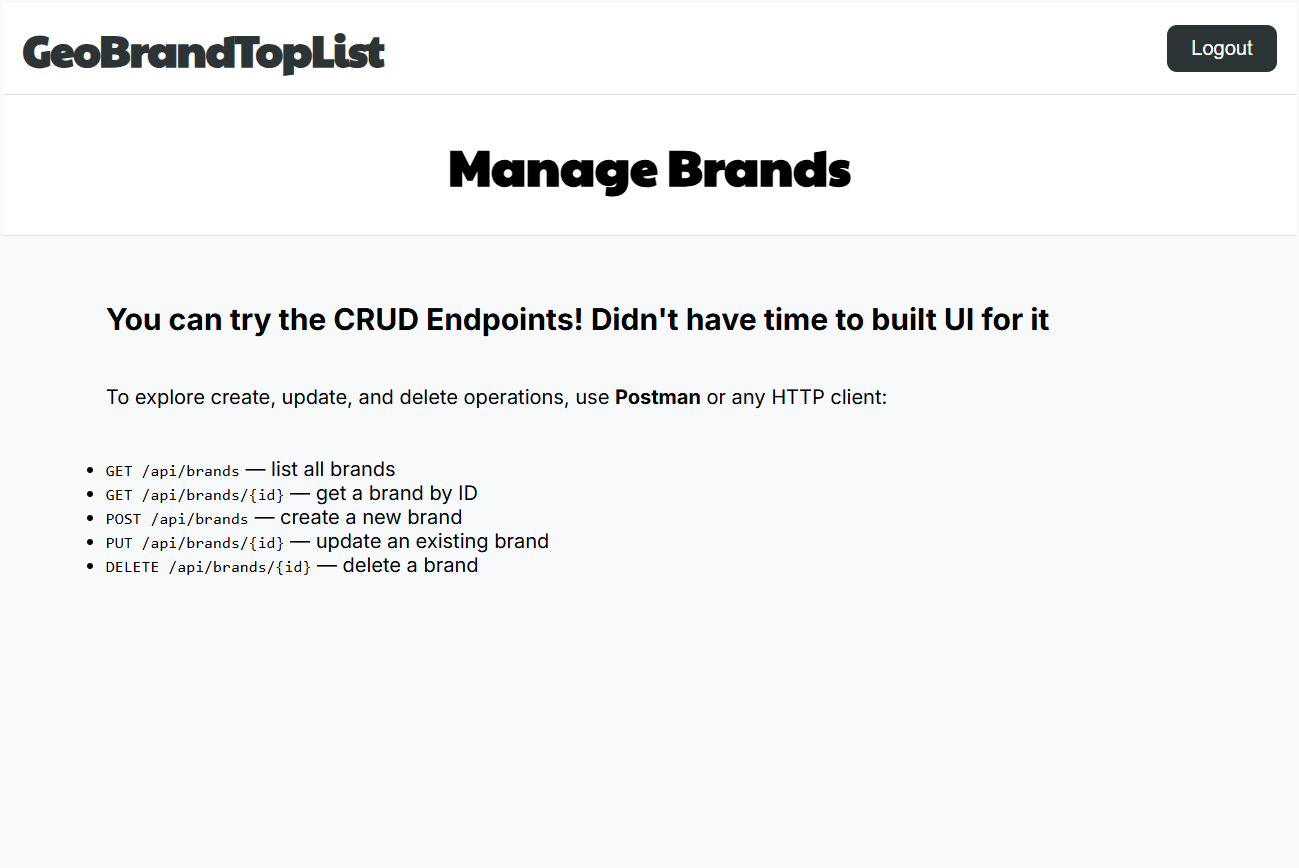 GeoBrandTopList
Logout
Manage Brands
You can try the CRUD Endpoints! Didn't have time to built UI for it
To explore create, update, and delete operations, use Postman or any HTTP client:
GET /api/brands — list all brands
GET /api/brands/{id} — get a brand by ID
POST /api/brands — create a new brand
PUT /api/brands/{id} — update an existing brand
DELETE /api/brands/{id} — delete a brand